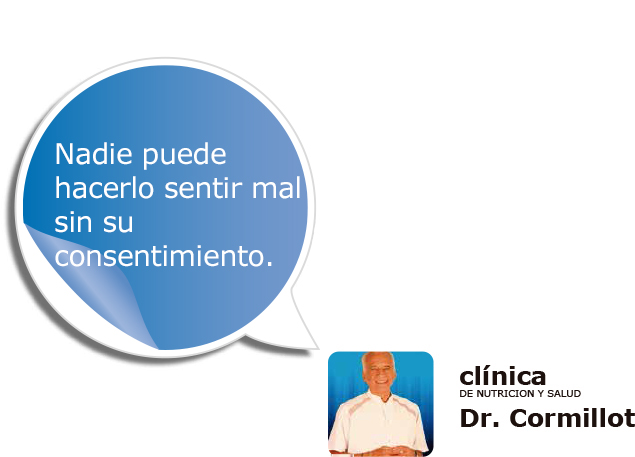 Nadie puede
hacerlo sentir mal
sin su
consentimiento.
clínica
DE NUTRICION Y SALUD
Dr. Cormillot